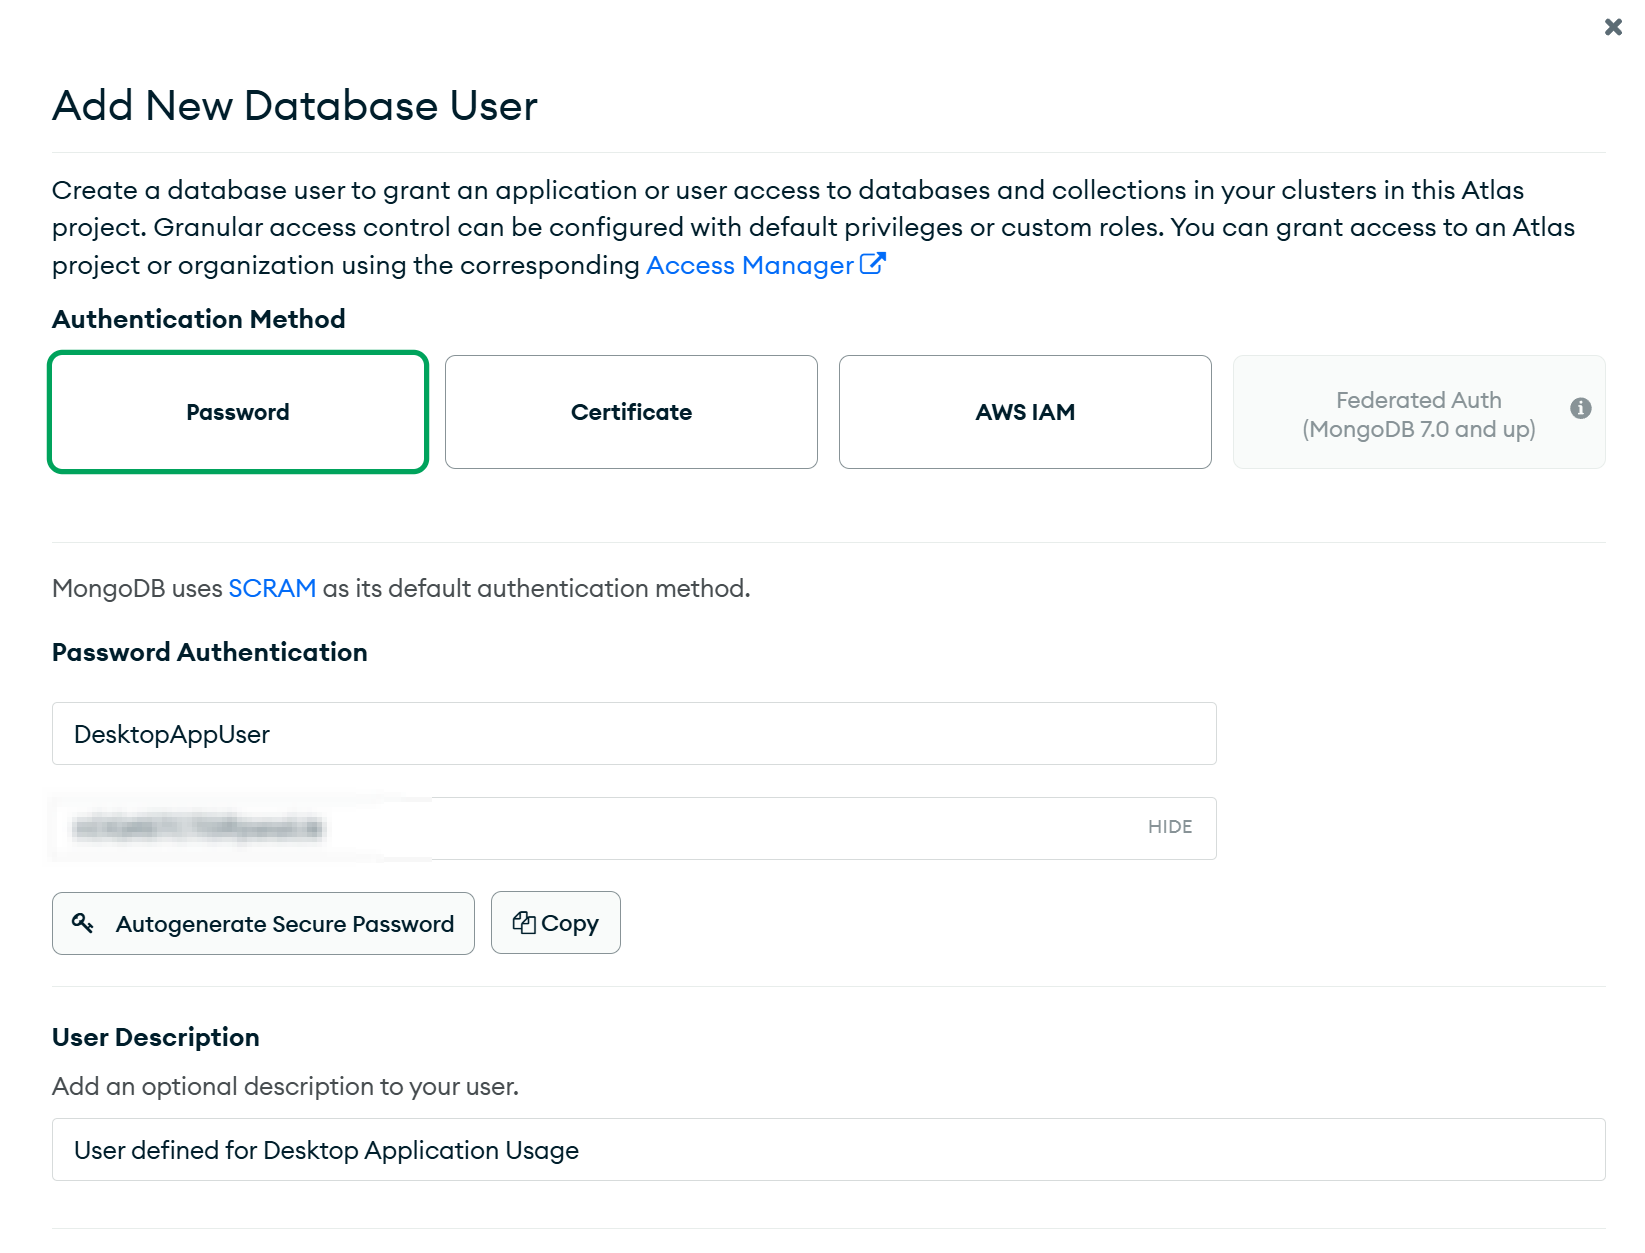 Add New Database User
Create a database user to grant an application or user access to databases and collections in your clusters in this Atlas
project. Granular access control can be configured with default privileges or custom roles. You can grant access to an Atlas
project or organization using the corresponding Access Manager
Authentication Method
Password
Certificate
AWS IAM
Federated Auth
(MongoDB 7.0 and up)
MongoDB uses SCRAM as its default authentication method.
Password Authentication
DesktopAppUser
HIDE
Autogenerate Secure Password
Copy
User Description
Add an optional description to your user.
User defined for Desktop Application Usage